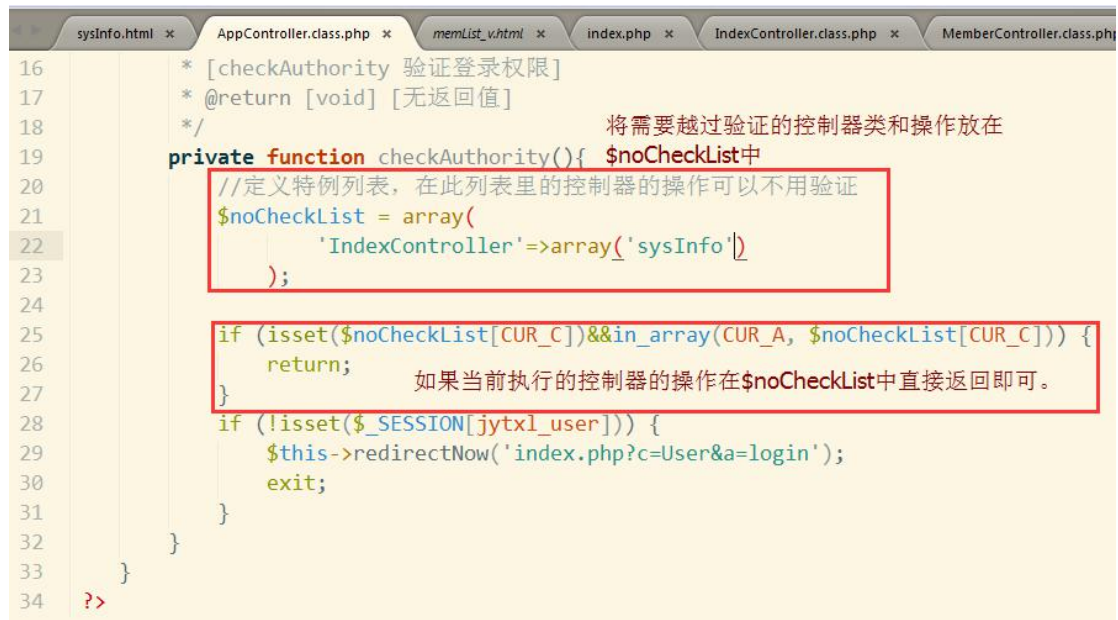 sysInfo.html × AppController.class.php × memList_v.html × index.php × IndexController.class.php × MemberController.class.php
16 * [checkAuthority 验证登录权限]
17 * @return [void] [无返回值]
18 */
将需要越过验证的控制器类和操作放在
19 private function checkAuthority(){
$noCheckList中
20 //定义特例列表，在此列表里的控制器的操作可以不用验证
21 $noCheckList = array(
22 'IndexController'=>array('sysInfo')
23 );
24
25 if (isset($noCheckList[CUR_C])&&in_array(CUR_A, $noCheckList[CUR_C])) {
26 return;
如果当前执行的控制器的操作在$noCheckList中直接返回即可。
27 }
28 if (!isset($_SESSION[jytxl_user])) {
29 $this->redirectNow('index.php?c=User&a=login');
30 exit;
31 }
32 }
33 }
34 ?>